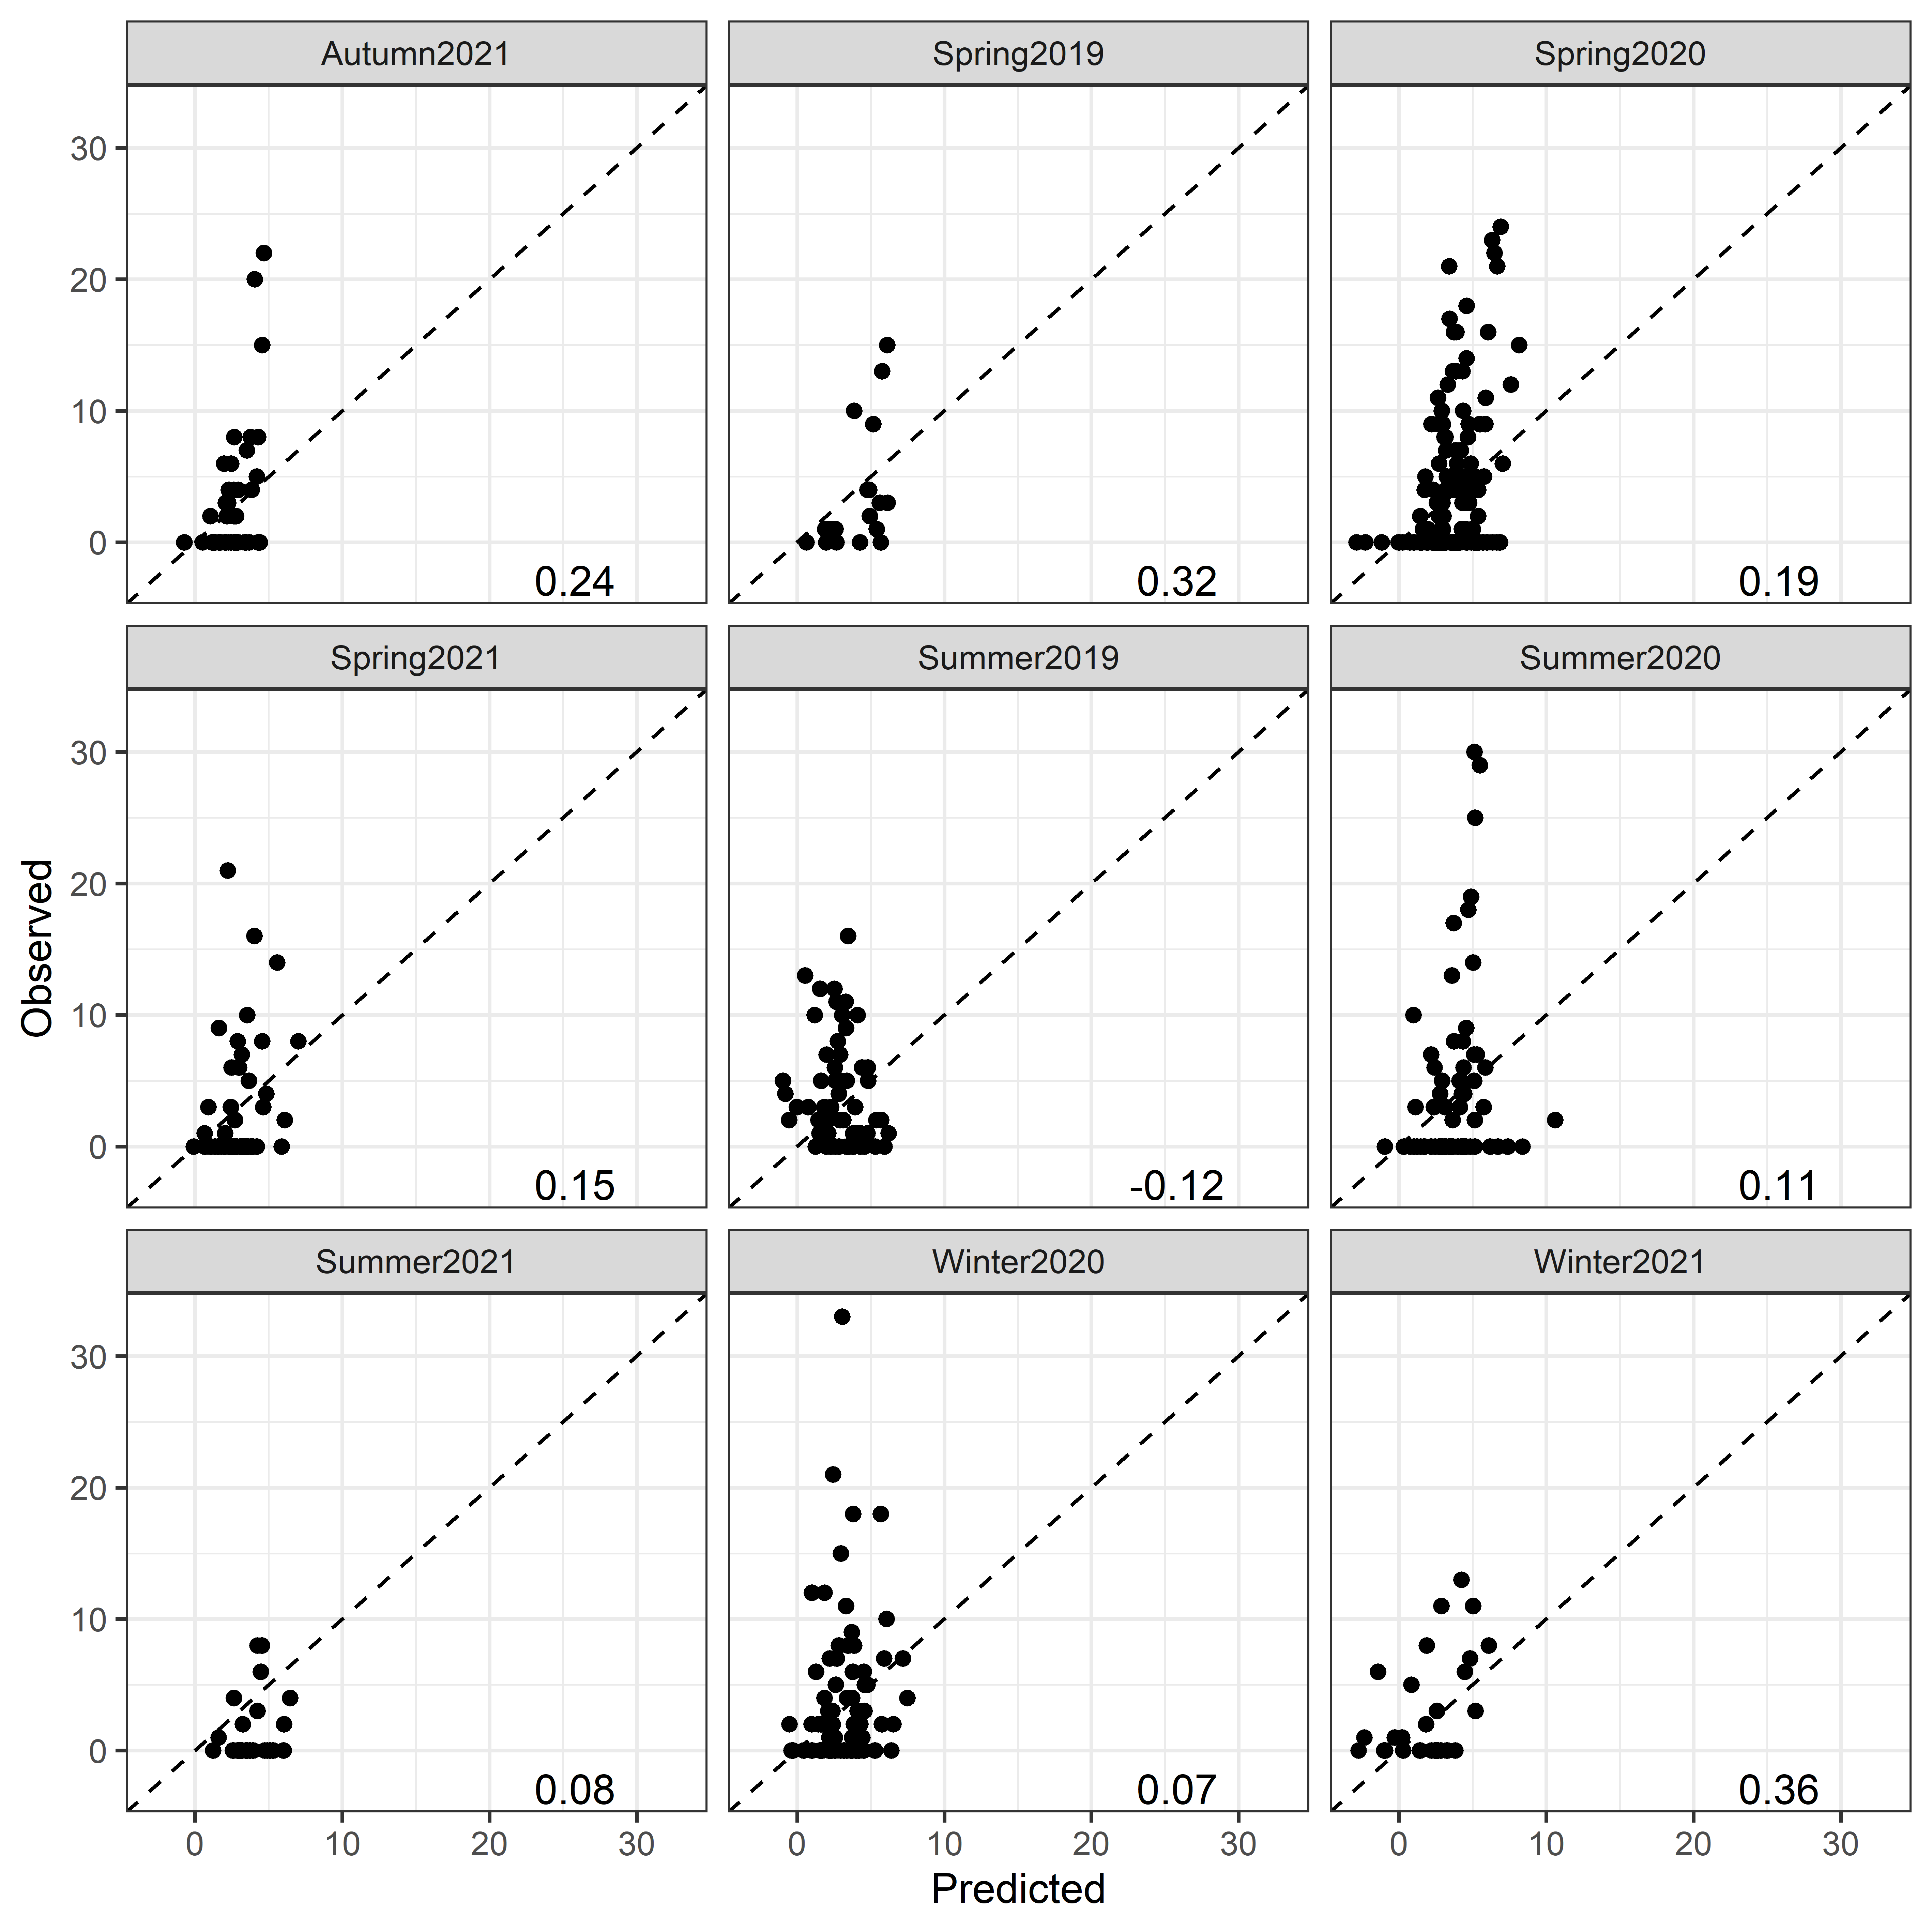 Autumn2021 Spring2019 Spring2020
30
20
10
0
0.24 0.32 0.19
Spring2021 Summer2019 Summer2020
30
20
10
0
0.15 -0.12 0.11
Observed
Summer2021 Winter2020 Winter2021
30
20
10
0
0.08 0.07 0.36
0 10 20 30 0 10 20 30 0 10 20 30
Predicted